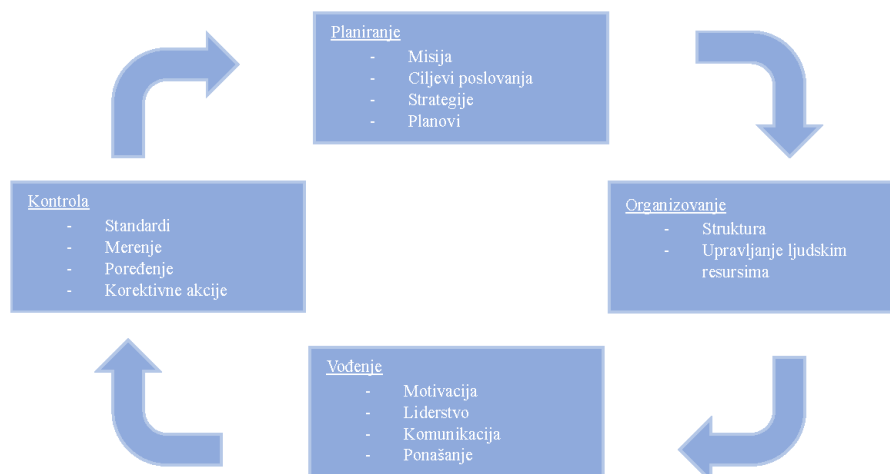 Planiranje
- Misija
- Ciljevi poslovanja
- Strategije
- Planovi
Kontrola
- Standardi
- Merenje
- Poređenje
- Korektivne akcije
Organizovanje
- Struktura
- Upravljanje ljudskim
resursima
Vođenje
- Motivacija
- Liderstvo
- Komunikacija
- Ponašanje